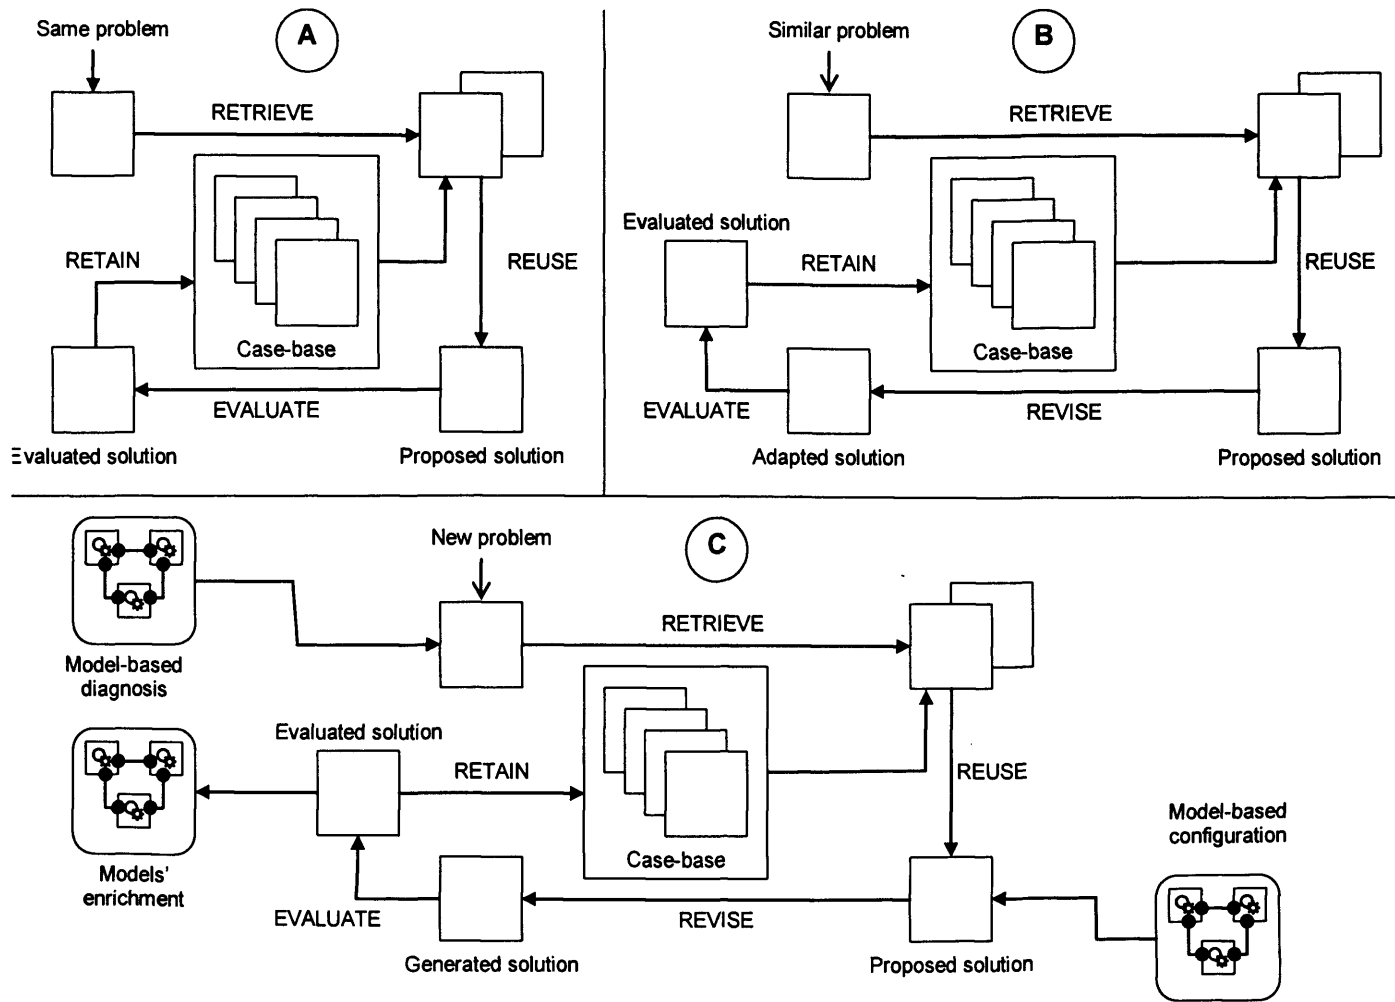 Same problem
A
RETRIEVE
RETAIN
REUSE
Case-base
EVALUATE
Evaluated solution
Proposed solution
Similar problem
B
RETRIEVE
Evaluated solution
RETAIN
REUSE
Case-base
EVALUATE
REVISE
Adapted solution
Proposed solution
New problem
C
RETRIEVE
Model-based
diagnosis
Evaluated solution
RETAIN
REUSE
Case-base
Model-based
configuration
Models'
enrichment
EVALUATE
REVISE
Generated solution
Proposed solution